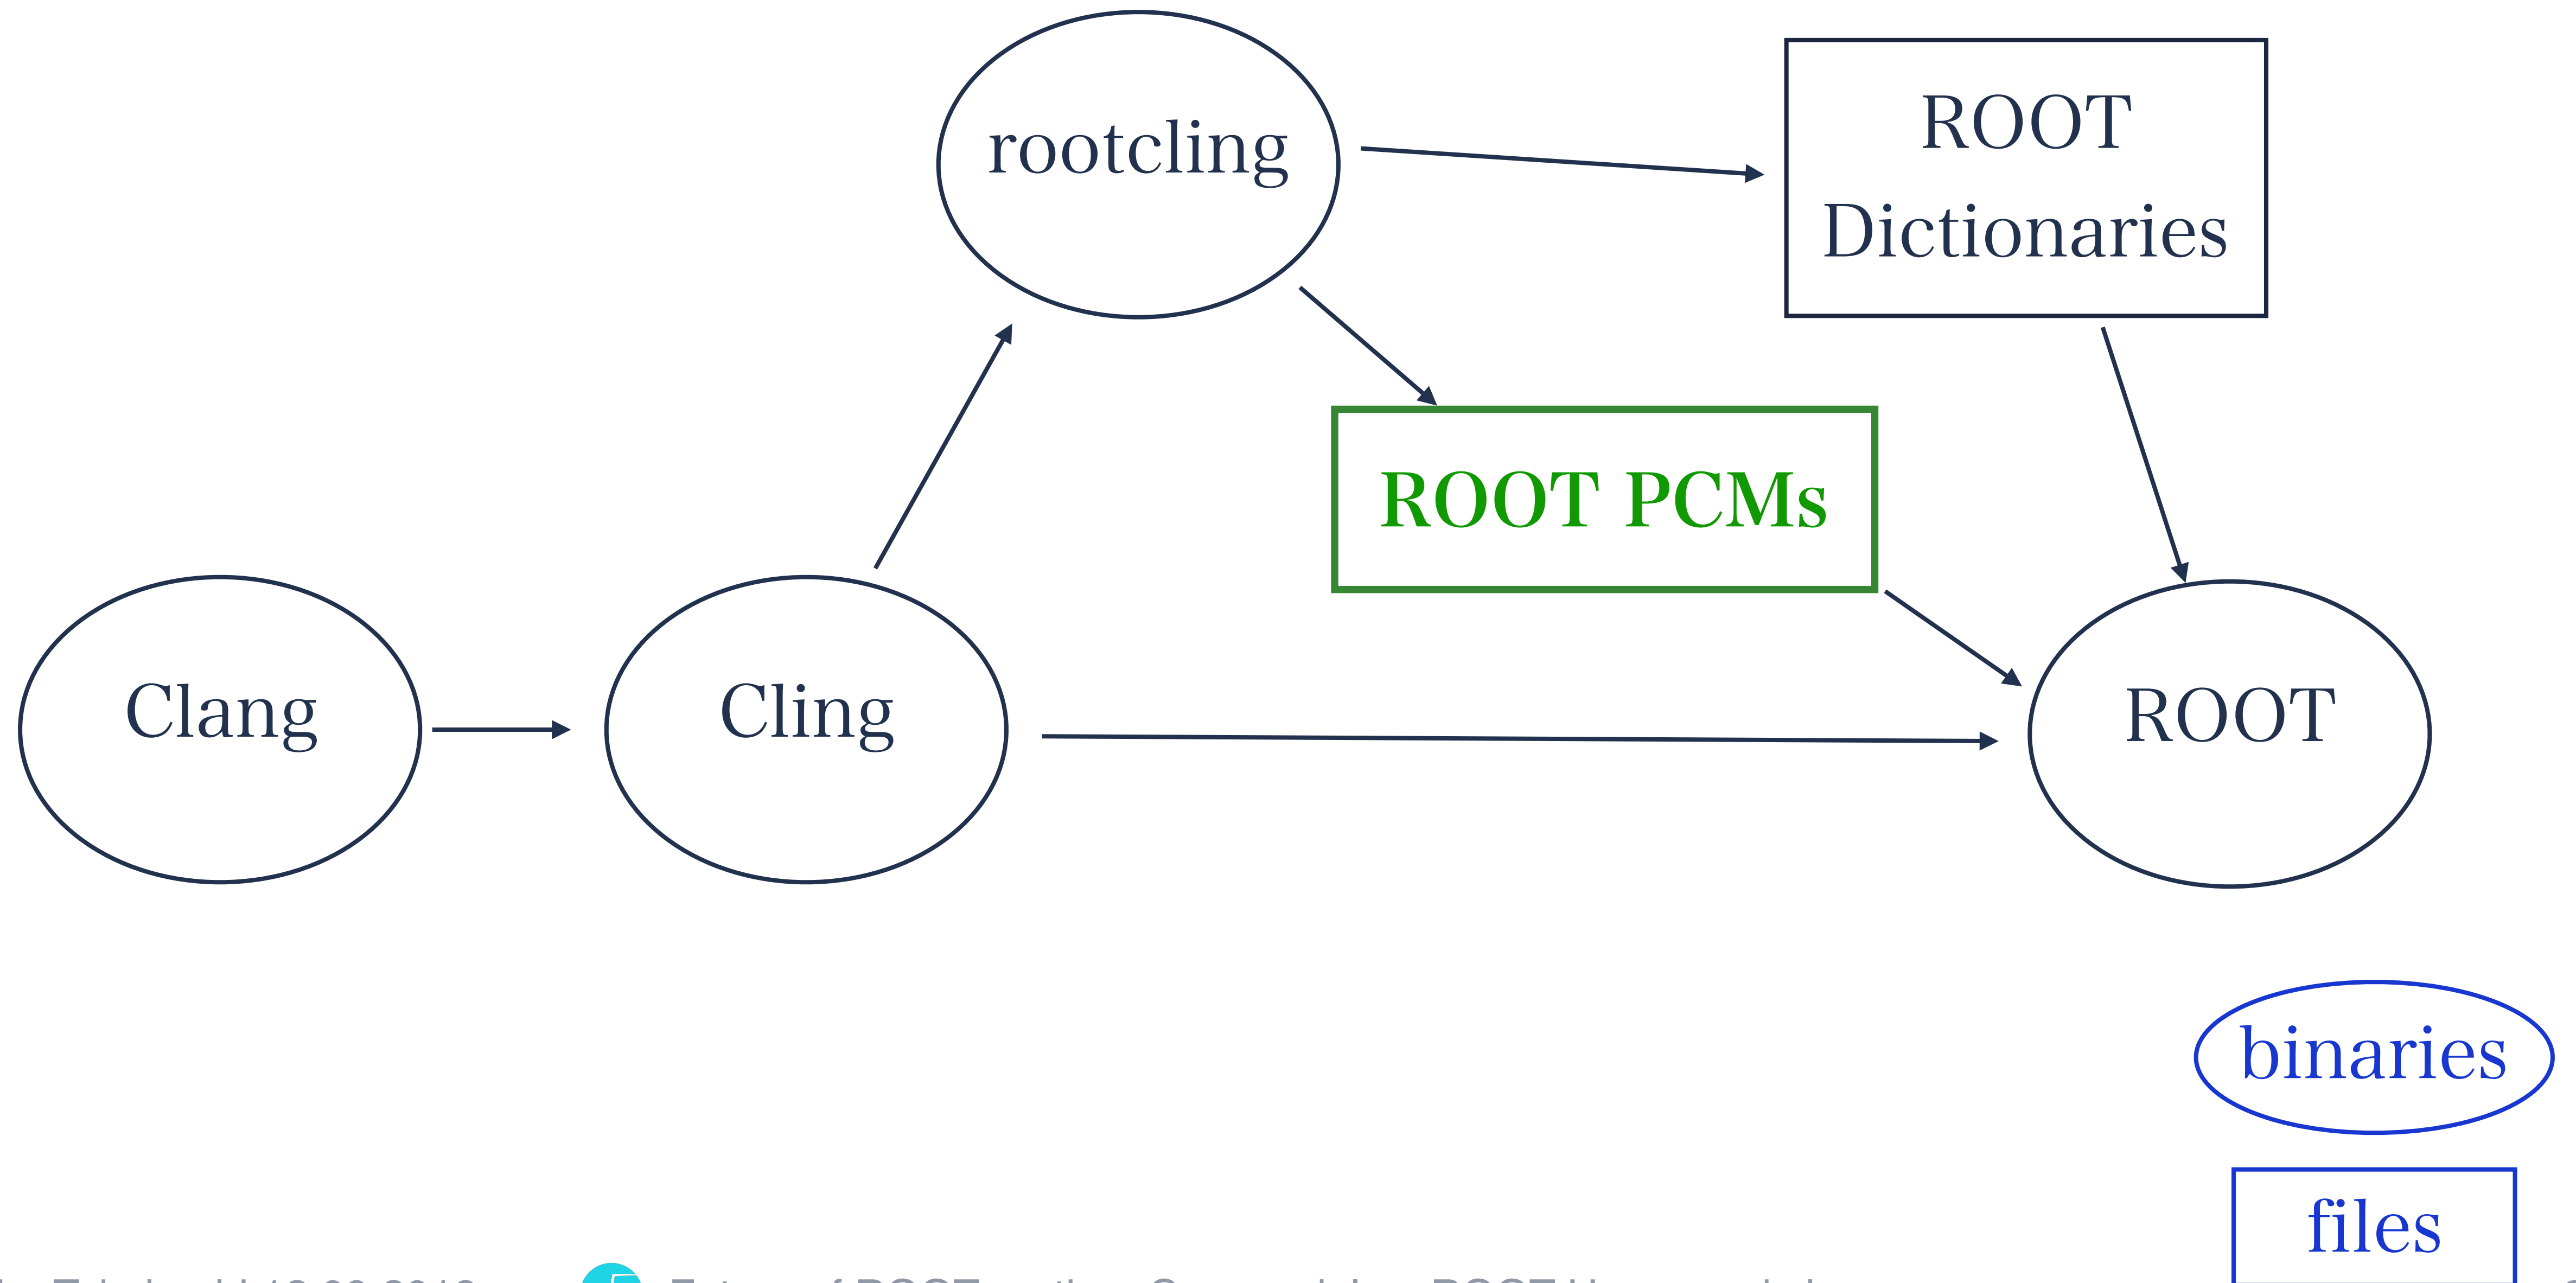 rootcling
ROOT
Dictionaries
ROOT PCMs
Clang
Cling
ROOT
binaries
files